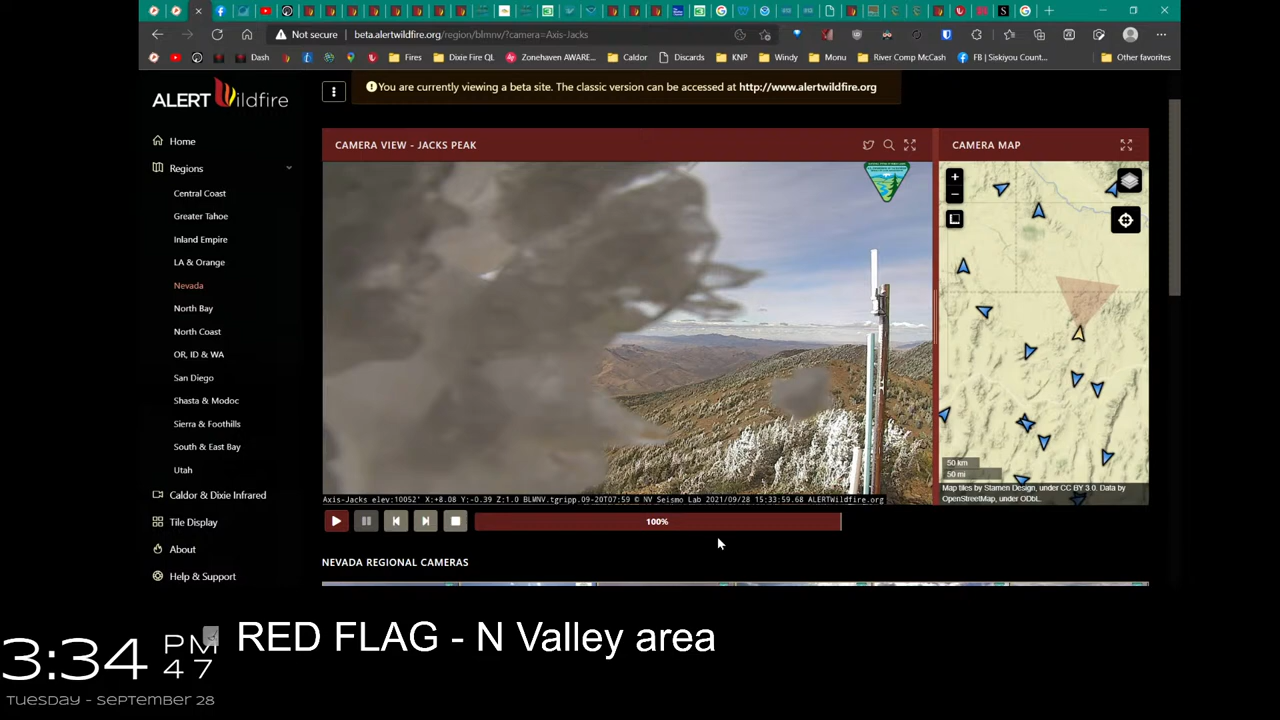 Not secure
beta.alertwildfire.org/region/blmnv/?camera=Axis-Jacks
Dash
Fires
Dixie Fire QL
Zonehaven AWARE...
KNP
Windy
Monu
Caldor
Discards
River Comp McCash
FB | Siskiyou Count...
Other favorites
ALERT Wildfire
You are currently viewing a beta site. The classic version can be accessed at http://www.alertwildfire.org
Home
Regions
Central Coast
Greater Tahoe
Inland Empire
LA & Orange
Nevada
North Bay
North Coast
OR, ID & WA
San Diego
Shasta & Modoc
Sierra & Foothills
South & East Bay
Utah
Caldor & Dixie Infrared
Tile Display
About
Help & Support
CAMERA VIEW - JACKS PEAK
Axis-Jacks elev:10052' X:+8.08 Y:-0.39 Z:1.0 BLMNV.tgripp.09-20T07:59 © NV Seismo Lab 2021/09/28 15:33:59.68 ALERTWildfire.org
100%
NEVADA REGIONAL CAMERAS
CAMERA MAP
+
−
50 km
50 mi
Map tiles by Stamen Design, under CC BY 3.0. Data by
OpenStreetMap, under ODbL.
3:34 PM
47
TUESDAY - SEPTEMBER 28
RED FLAG - N Valley area